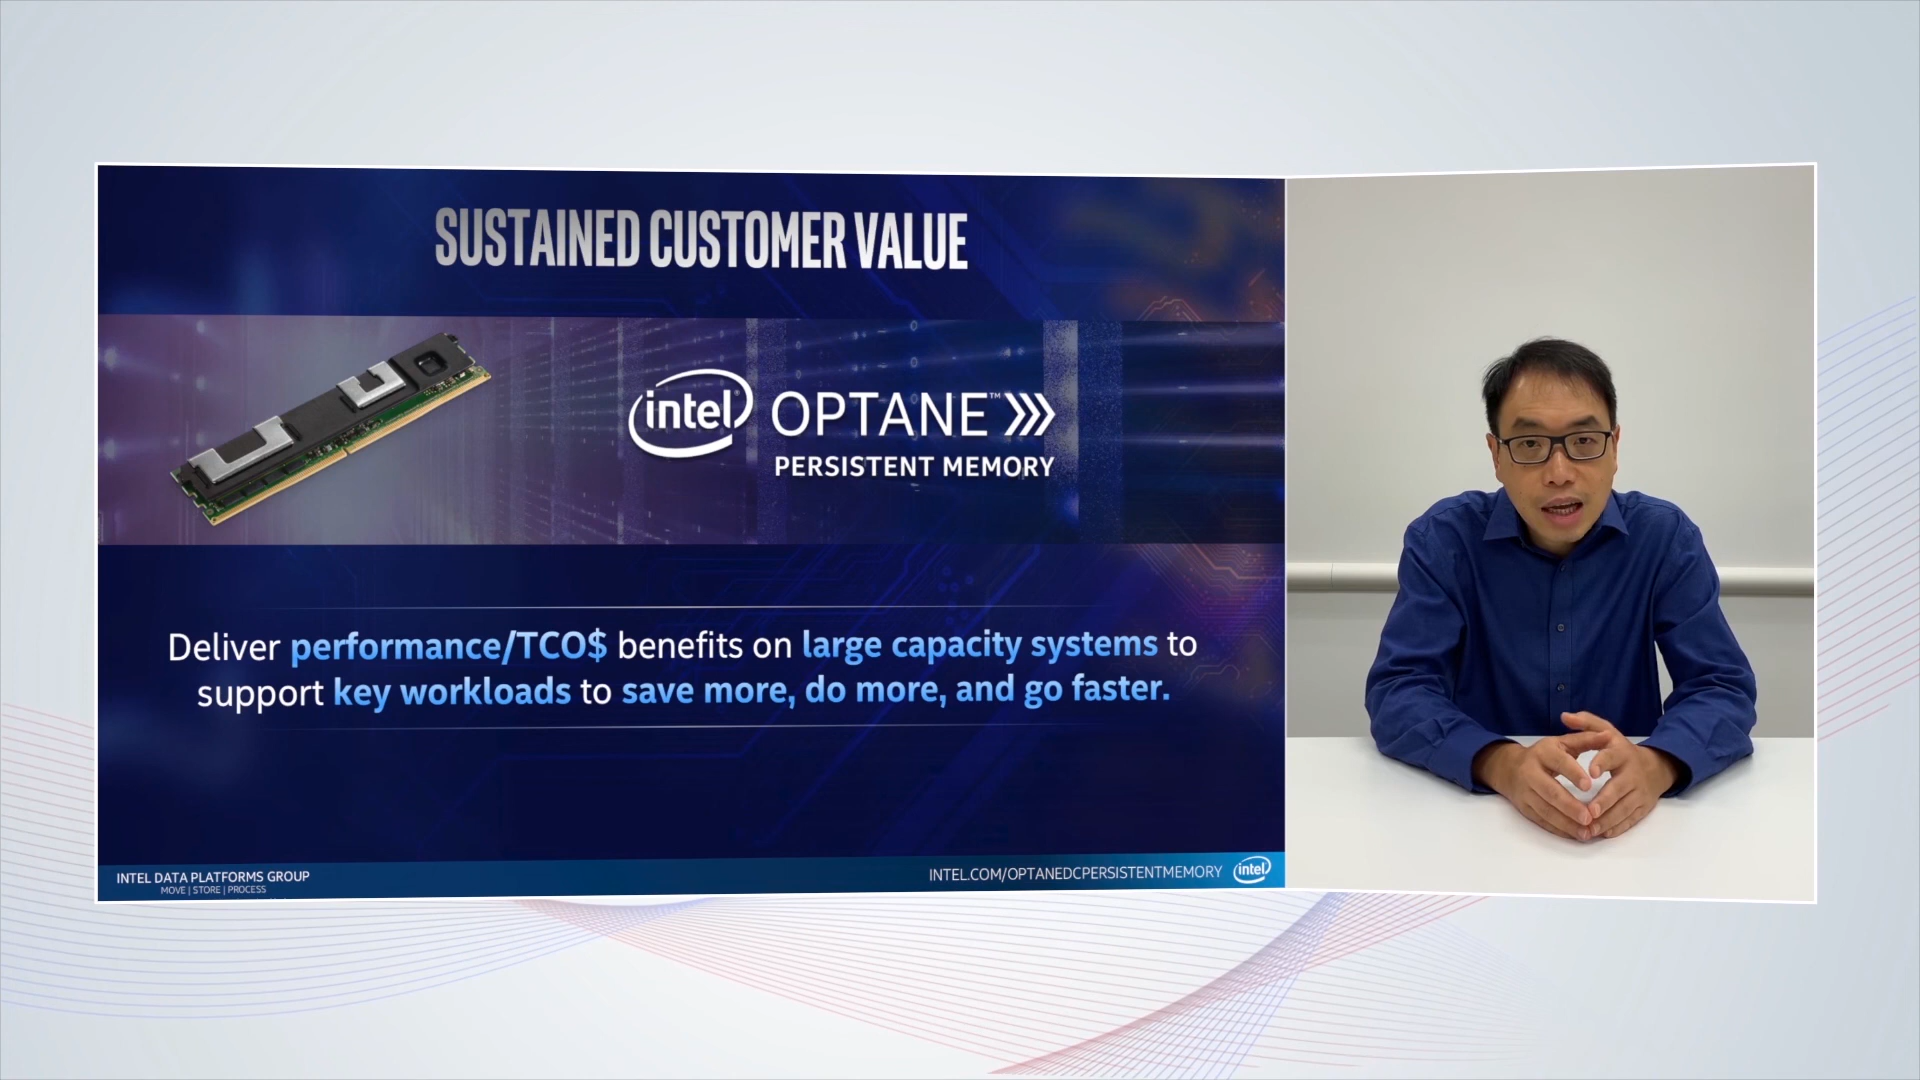 SUSTAINED CUSTOMER VALUE
intel OPTANE™
PERSISTENT MEMORY
Deliver performance/TCO$ benefits on large capacity systems to
support key workloads to save more, do more, and go faster.
INTEL DATA PLATFORMS GROUP
MOVE | STORE | PROCESS
INTEL.COM/OPTANEDCPERSISTENTMEMORY
intel